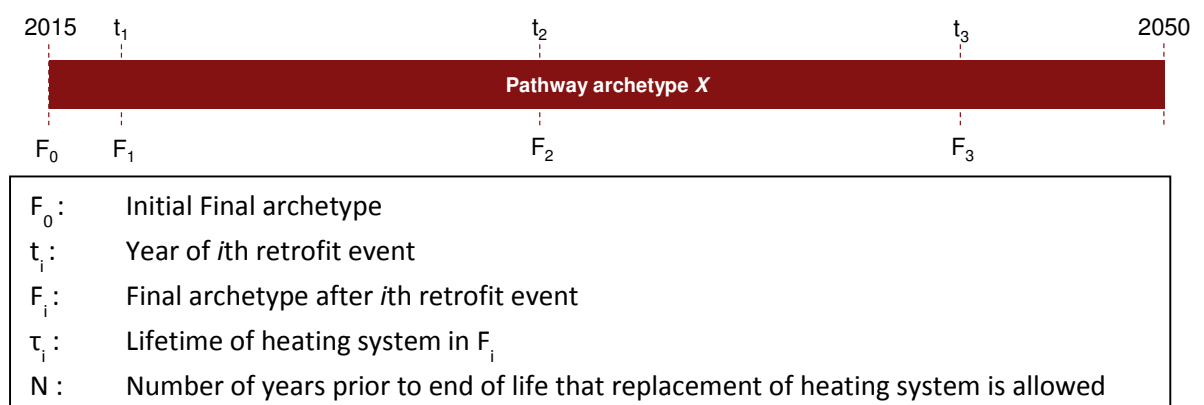 2015 t₁ t₂ t₃ 2050
Pathway archetype X
F₀ F₁ F₂ F₃
F₀ : Initial Final archetype
tᵢ : Year of ith retrofit event
Fᵢ : Final archetype after ith retrofit event
τᵢ : Lifetime of heating system in Fᵢ
N : Number of years prior to end of life that replacement of heating system is allowed